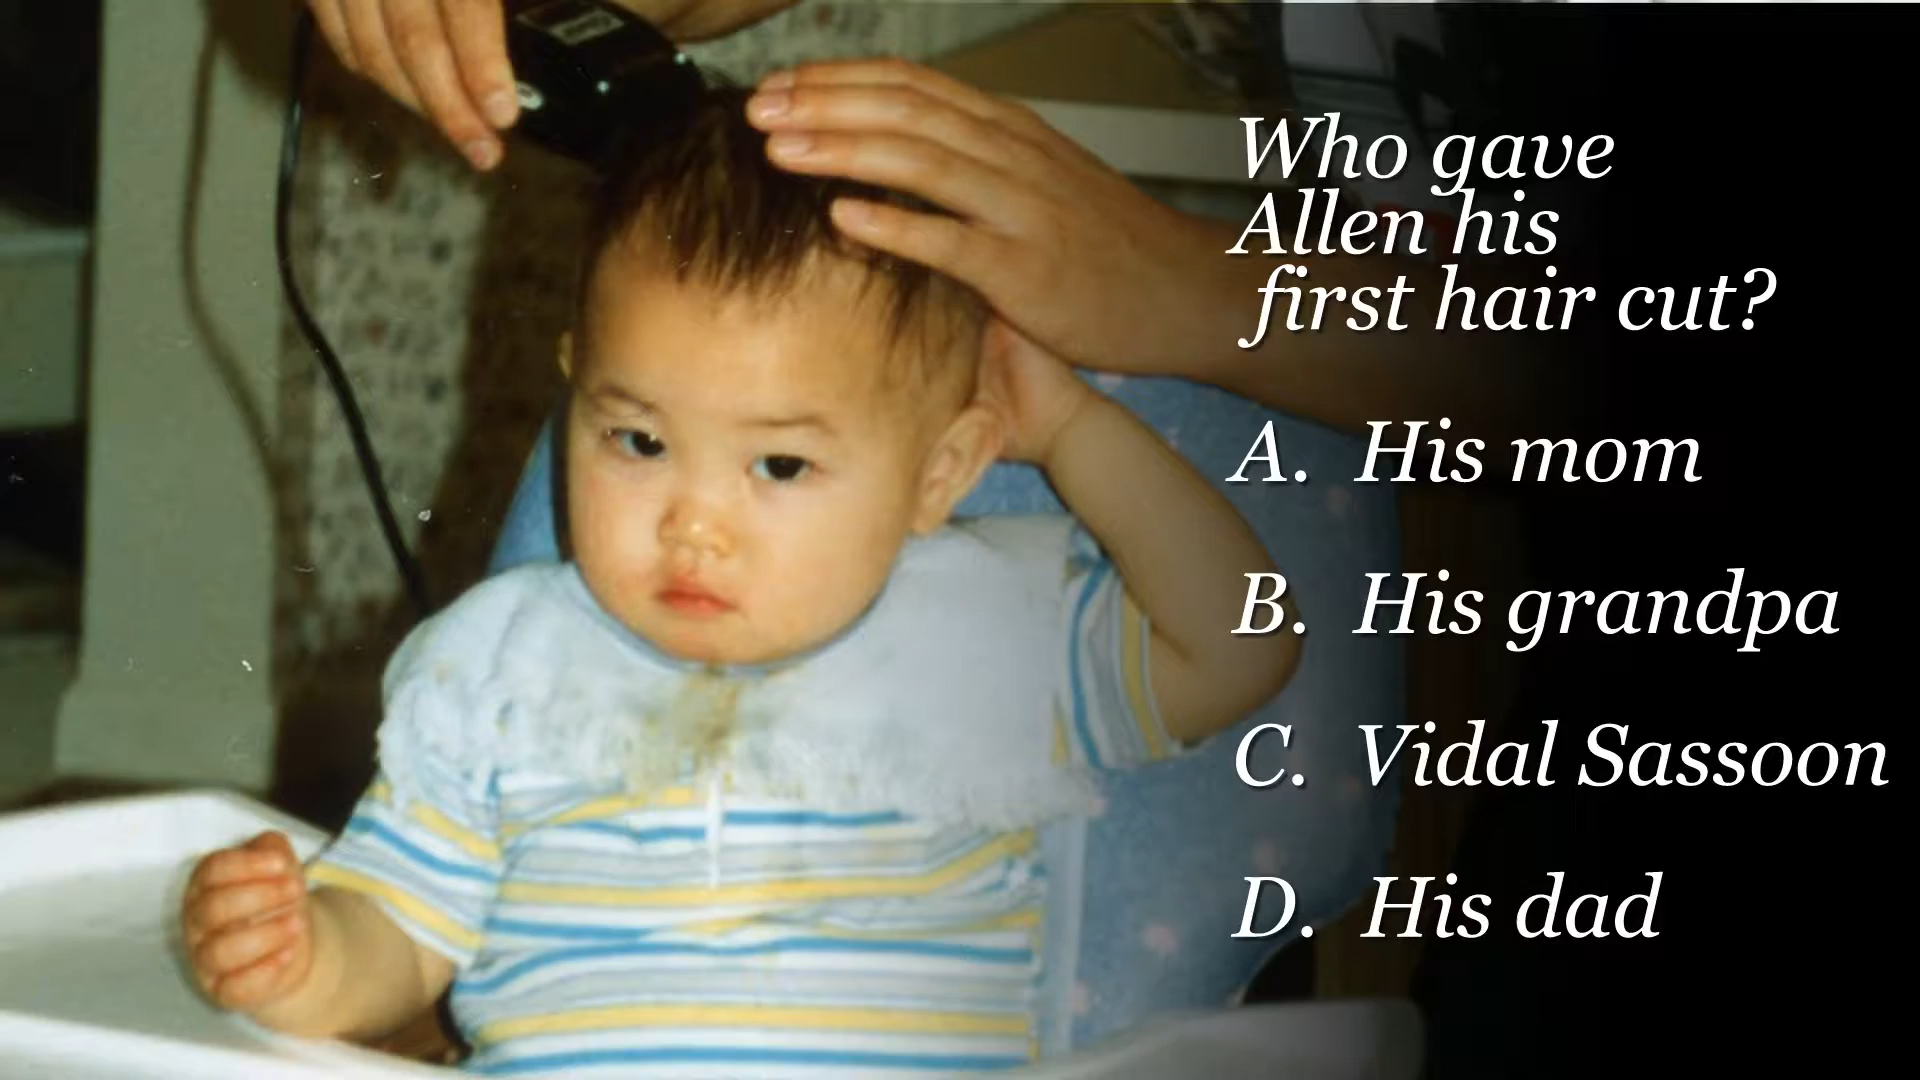 Who gave
Allen his
first hair cut?
A. His mom
B. His grandpa
C. Vidal Sassoon
D. His dad